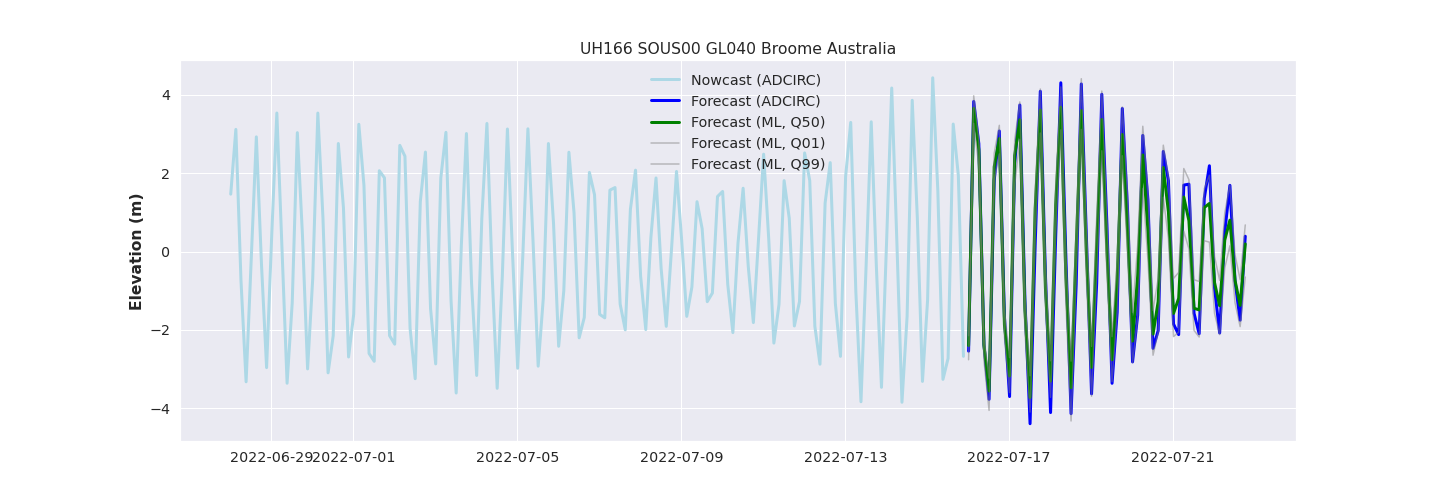 UH166 SOUS00 GL040 Broome Australia
Nowcast (ADCIRC)
Forecast (ADCIRC)
Forecast (ML, Q50)
Forecast (ML, Q01)
Forecast (ML, Q99)
Elevation (m)
4
2
0
−2
−4
2022-06-29 2022-07-01 2022-07-05 2022-07-09 2022-07-13 2022-07-17 2022-07-21